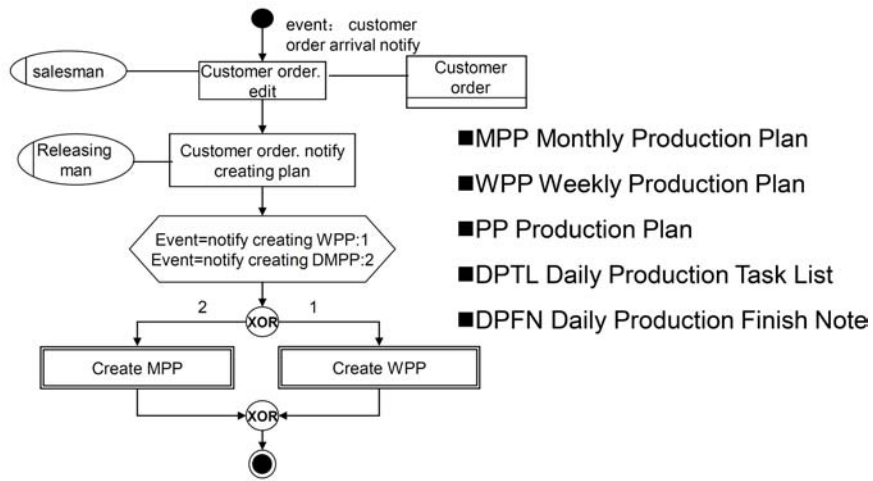 event： customer
order arrival notify
salesman
Customer order.
edit
Customer
order
Releasing
man
Customer order. notify
creating plan
■MPP Monthly Production Plan
■WPP Weekly Production Plan
■PP Production Plan
■DPTL Daily Production Task List
■DPFN Daily Production Finish Note
Event=notify creating WPP:1
Event=notify creating DMPP:2
2
XOR
1
Create MPP
Create WPP
XOR